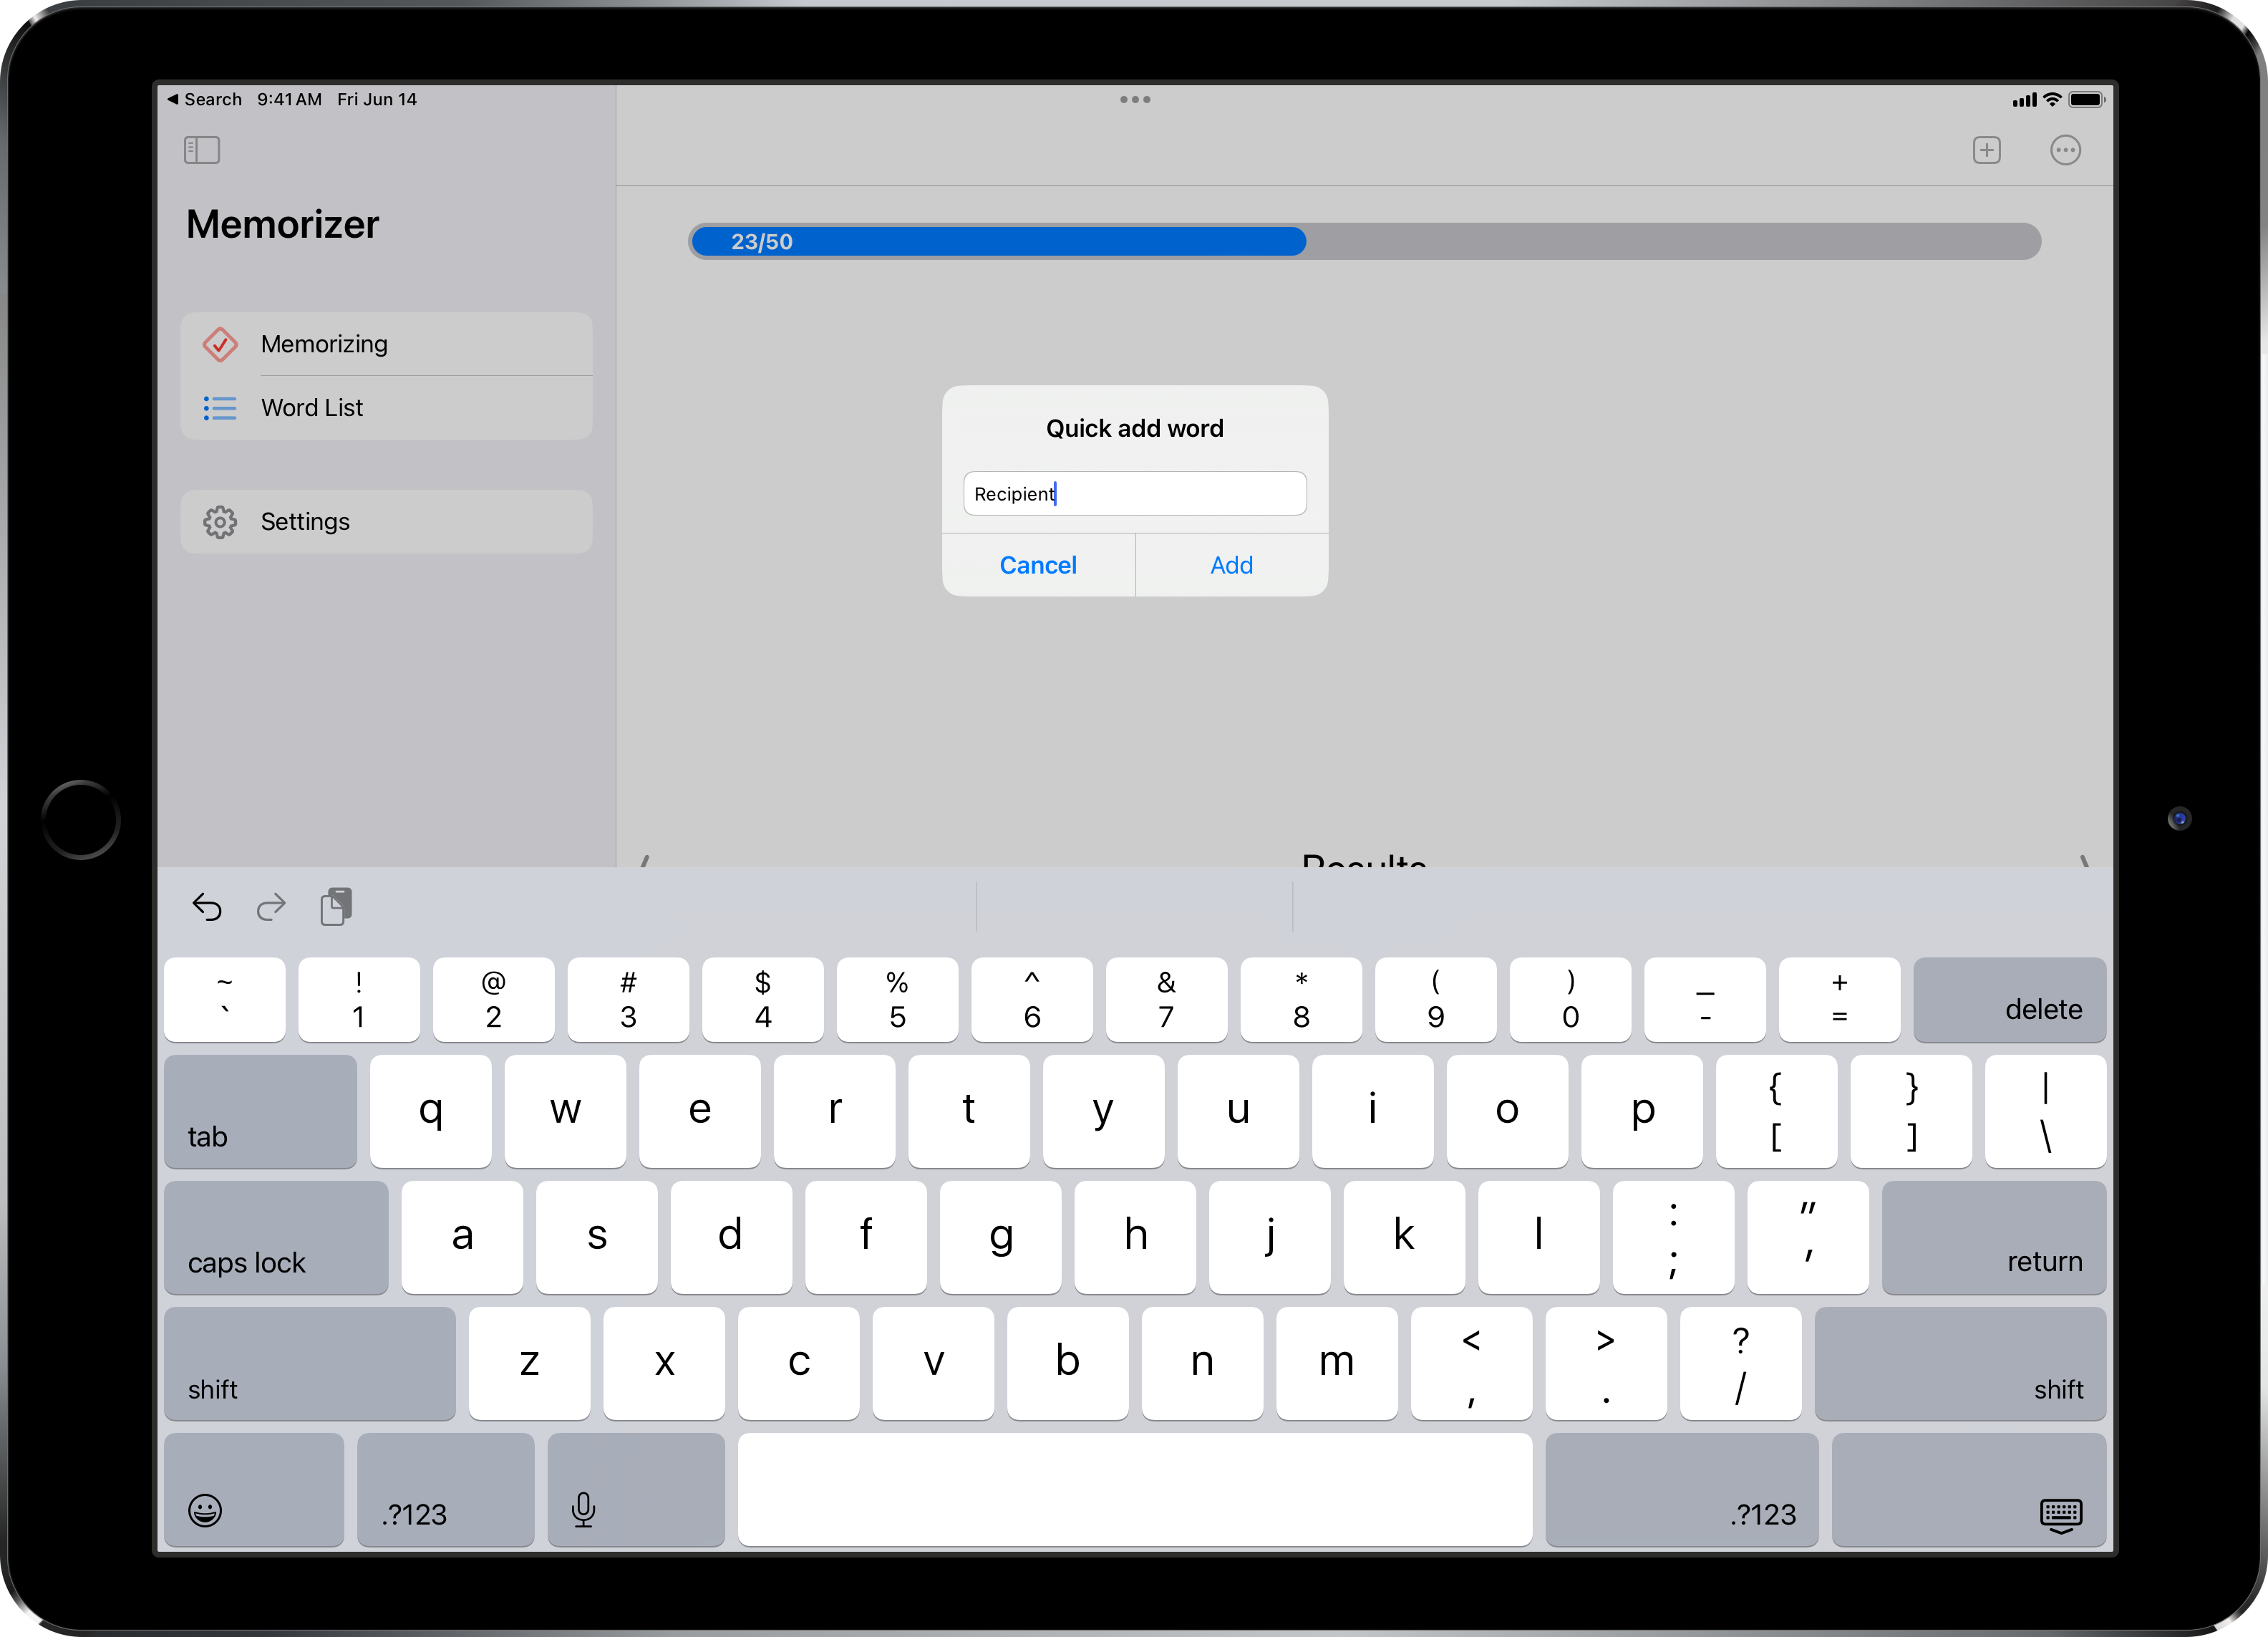 Search 9:41 AM Fri Jun 14
Memorizer
23/50
Memorizing
Word List
Settings
Quick add word
Recipient
Cancel Add
Results
~ ! @ # $ % ^ & * ( ) _ +
` 1 2 3 4 5 6 7 8 9 0 - = delete
tab q w e r t y u i o p { [ } ] | \
caps lock a s d f g h j k l : ; " ' return
shift z x c v b n m < , > . ? / shift
.?123 .?123